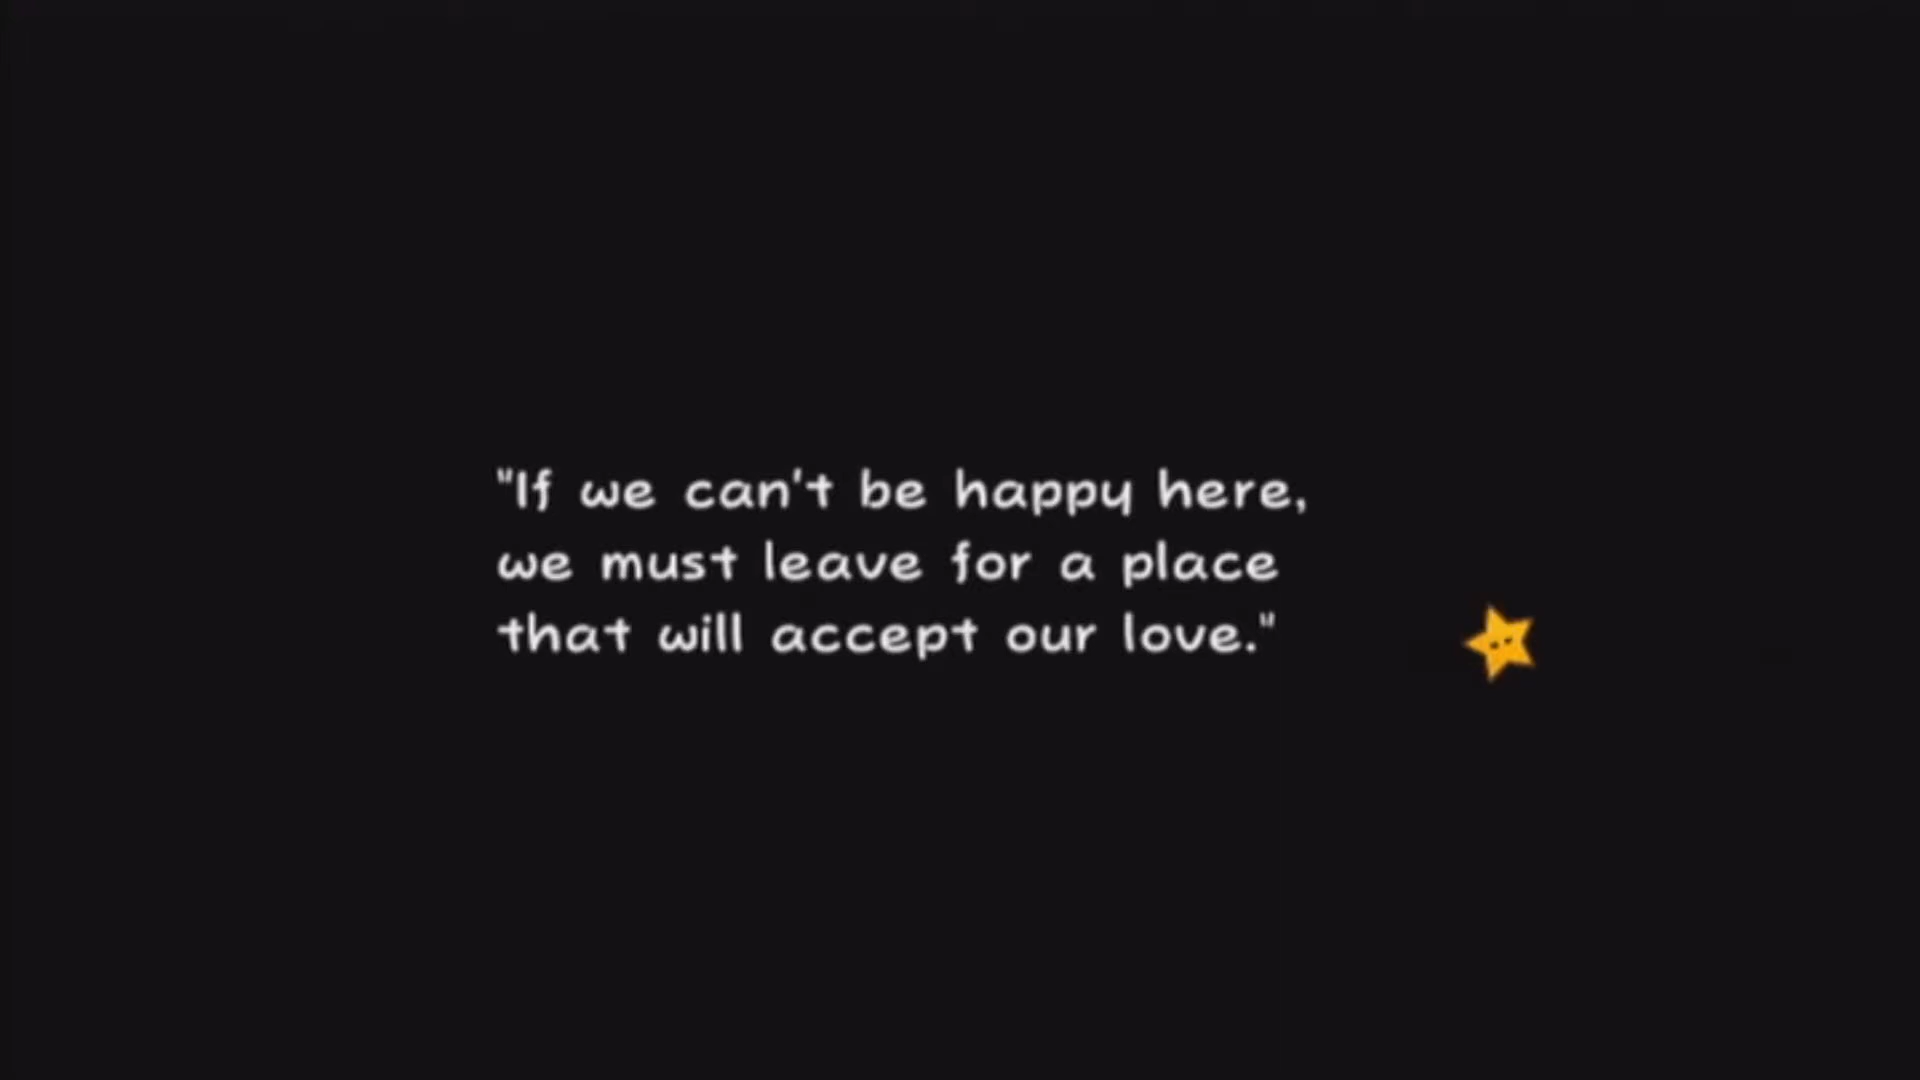 "If we can't be happy here,
we must leave for a place
that will accept our love."